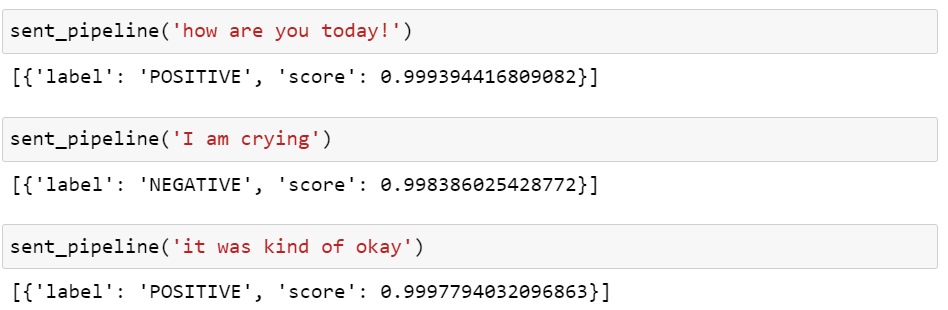 sent_pipeline('how are you today!')
[{'label': 'POSITIVE', 'score': 0.999394416809082}]
sent_pipeline('I am crying')
[{'label': 'NEGATIVE', 'score': 0.998386025428772}]
sent_pipeline('it was kind of okay')
[{'label': 'POSITIVE', 'score': 0.9997794032096863}]